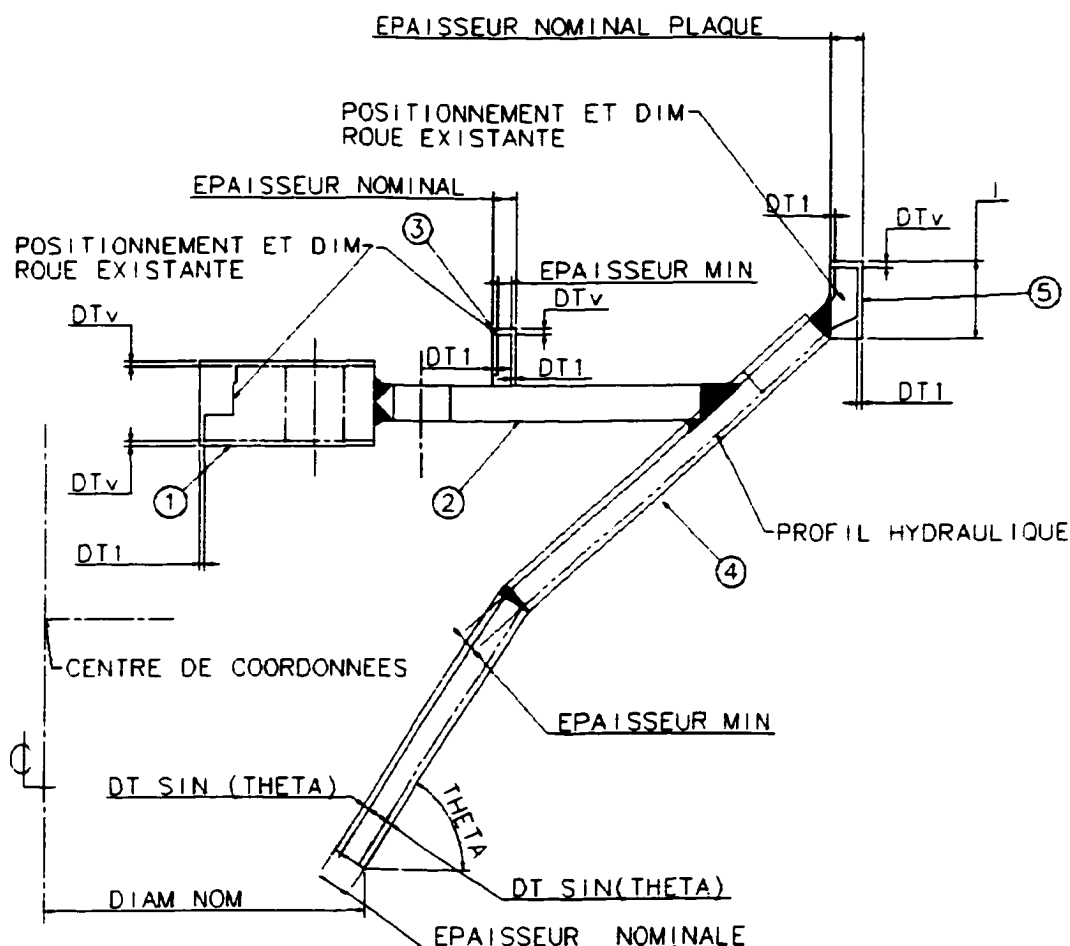 EPAISSEUR NOMINAL PLAQUE
POSITIONNEMENT ET DIM
ROUE EXISTANTE
EPAISSEUR NOMINAL
DT1
DTv
I
3
POSITIONNEMENT ET DIM
ROUE EXISTANTE
EPAISSEUR MIN
5
DTv
DTv
DT1
DT1
DT1
DTv
1
2
PROFIL HYDRAULIQUE
DT1
4
CENTRE DE COORDONNEES
EPAISSEUR MIN
DT SIN (THETA)
THETA
DIAM NOM
DT SIN(THETA)
EPAISSEUR NOMINALE